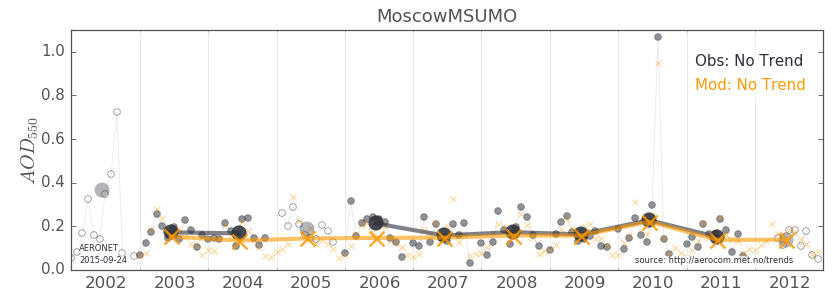 MoscowMSUMO
1.0
0.8
0.6
0.4
0.2
0.0
AOD550
Obs: No Trend
Mod: No Trend
AERONET
2015-09-24
source: http://aerocom.met.no/trends
2002 2003 2004 2005 2006 2007 2008 2009 2010 2011 2012